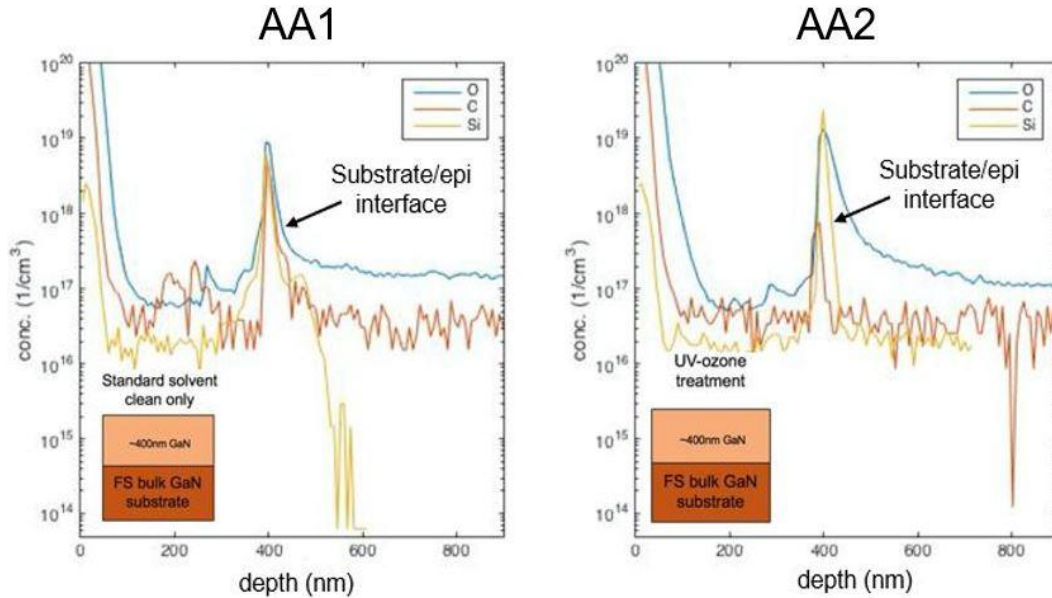 AA1
AA2
10^20
10^19
10^18
10^17
10^16
10^15
10^14
conc. (1/cm^3)
O
C
Si
Substrate/epi
interface
Standard solvent
clean only
~400nm GaN
FS bulk GaN
substrate
0
200
400
600
800
depth (nm)
10^20
10^19
10^18
10^17
10^16
10^15
10^14
conc. (1/cm^3)
O
C
Si
Substrate/epi
interface
UV-ozone
treatment
~400nm GaN
FS bulk GaN
substrate
0
200
400
600
800
depth (nm)